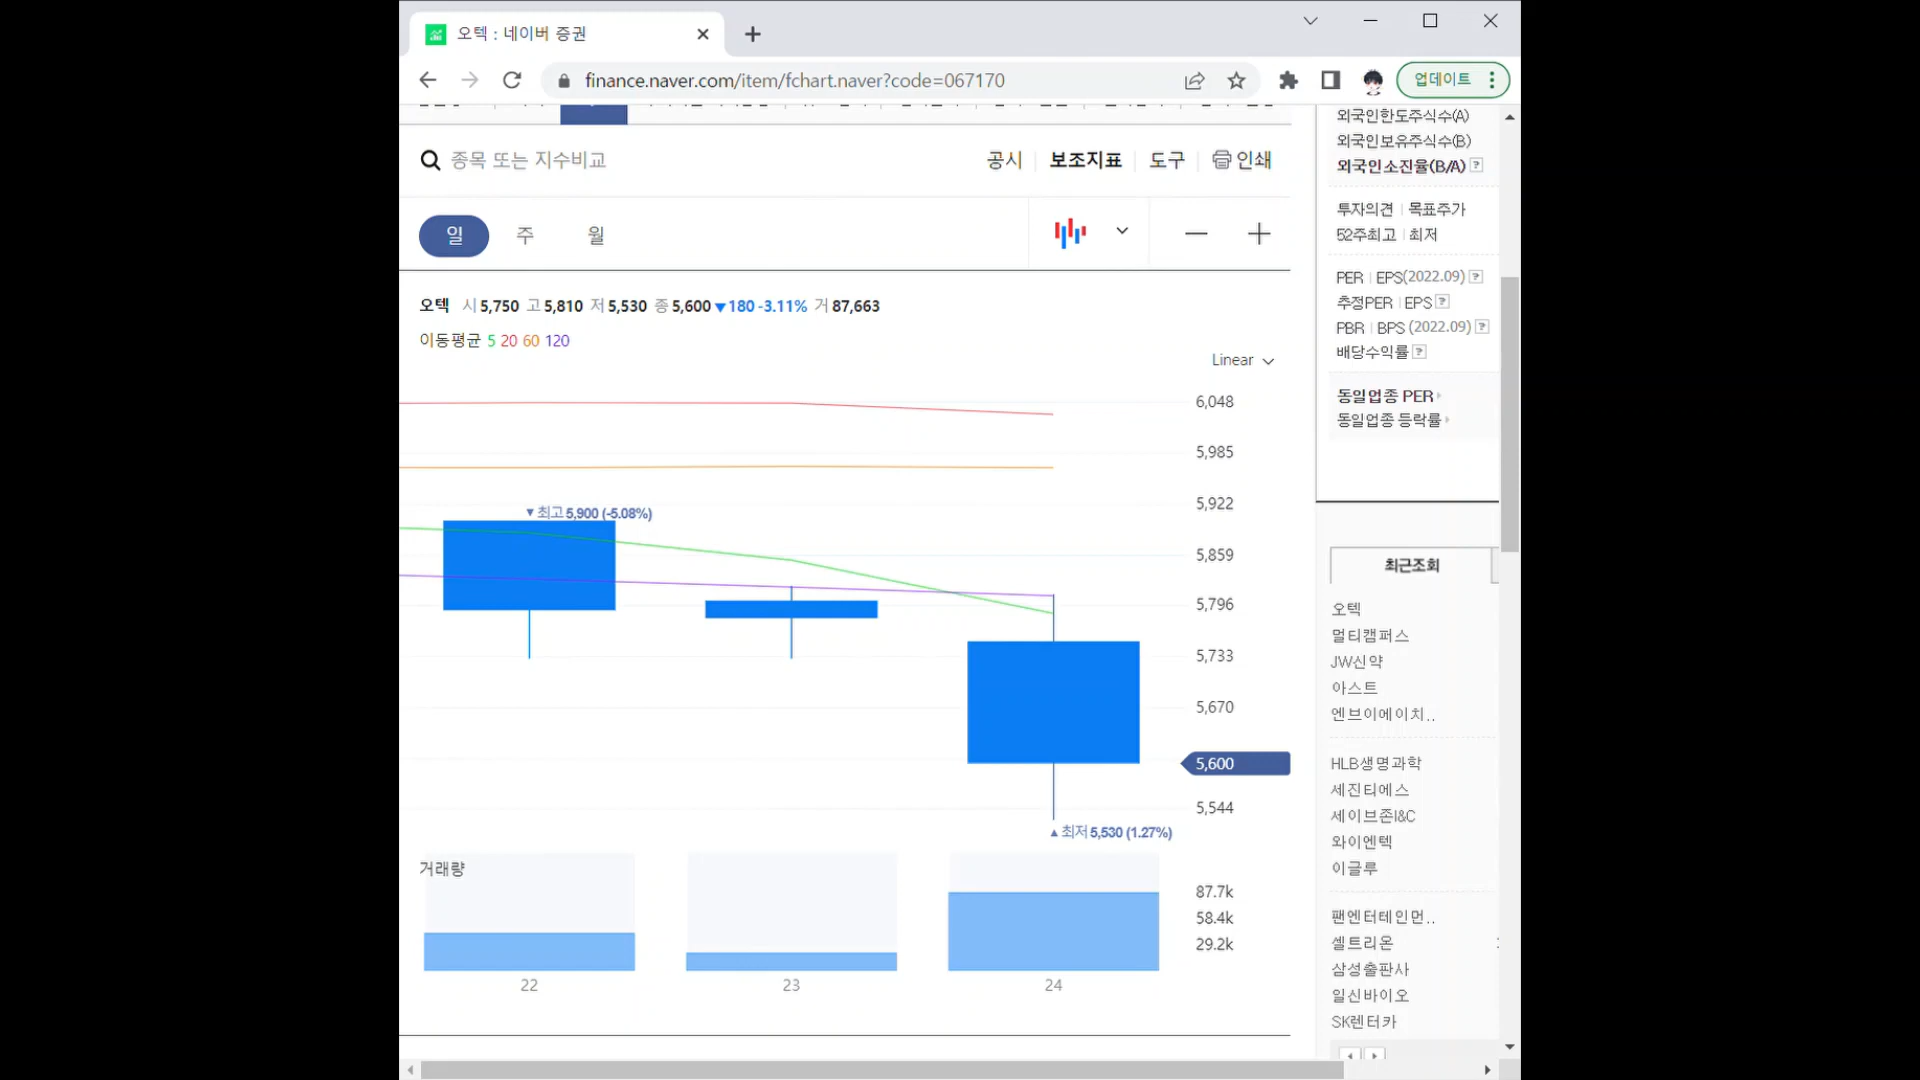 오텍 : 네이버 증권
finance.naver.com/item/fchart.naver?code=067170
업데이트
종목 또는 지수비교
공시 보조지표 도구 인쇄
일 주 월
오텍 시 5,750 고 5,810 저 5,530 종 5,600 ▼180 -3.11% 거 87,663
이동평균 5 20 60 120
Linear
6,048
5,985
5,922
▼최고 5,900 (-5.08%)
5,859
5,796
5,733
5,670
5,600
5,544
▲최저 5,530 (1.27%)
거래량
87.7k
58.4k
29.2k
22 23 24
외국인한도주식수(A)
외국인보유주식수(B)
외국인소진율(B/A) ?
투자의견 | 목표주가
52주최고 | 최저
PER | EPS(2022.09) ?
추정PER | EPS ?
PBR | BPS (2022.09) ?
배당수익률 ?
동일업종 PER
동일업종 등락률
최근조회
오텍
멀티캠퍼스
JW신약
아스트
엔브이에이치..
HLB생명과학
세진티에스
세이브존I&C
와이엔텍
이글루
팬엔터테인먼..
셀트리온
삼성출판사
일신바이오
SK렌터카